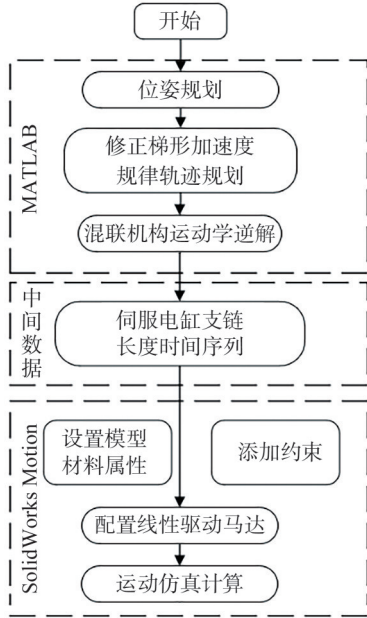 开始
MATLAB
位姿规划
修正梯形加速度
规律轨迹规划
混联机构运动学逆解
中间数据
伺服电缸支链
长度时间序列
SolidWorks Motion
设置模型
材料属性
添加约束
配置线性驱动马达
运动仿真计算